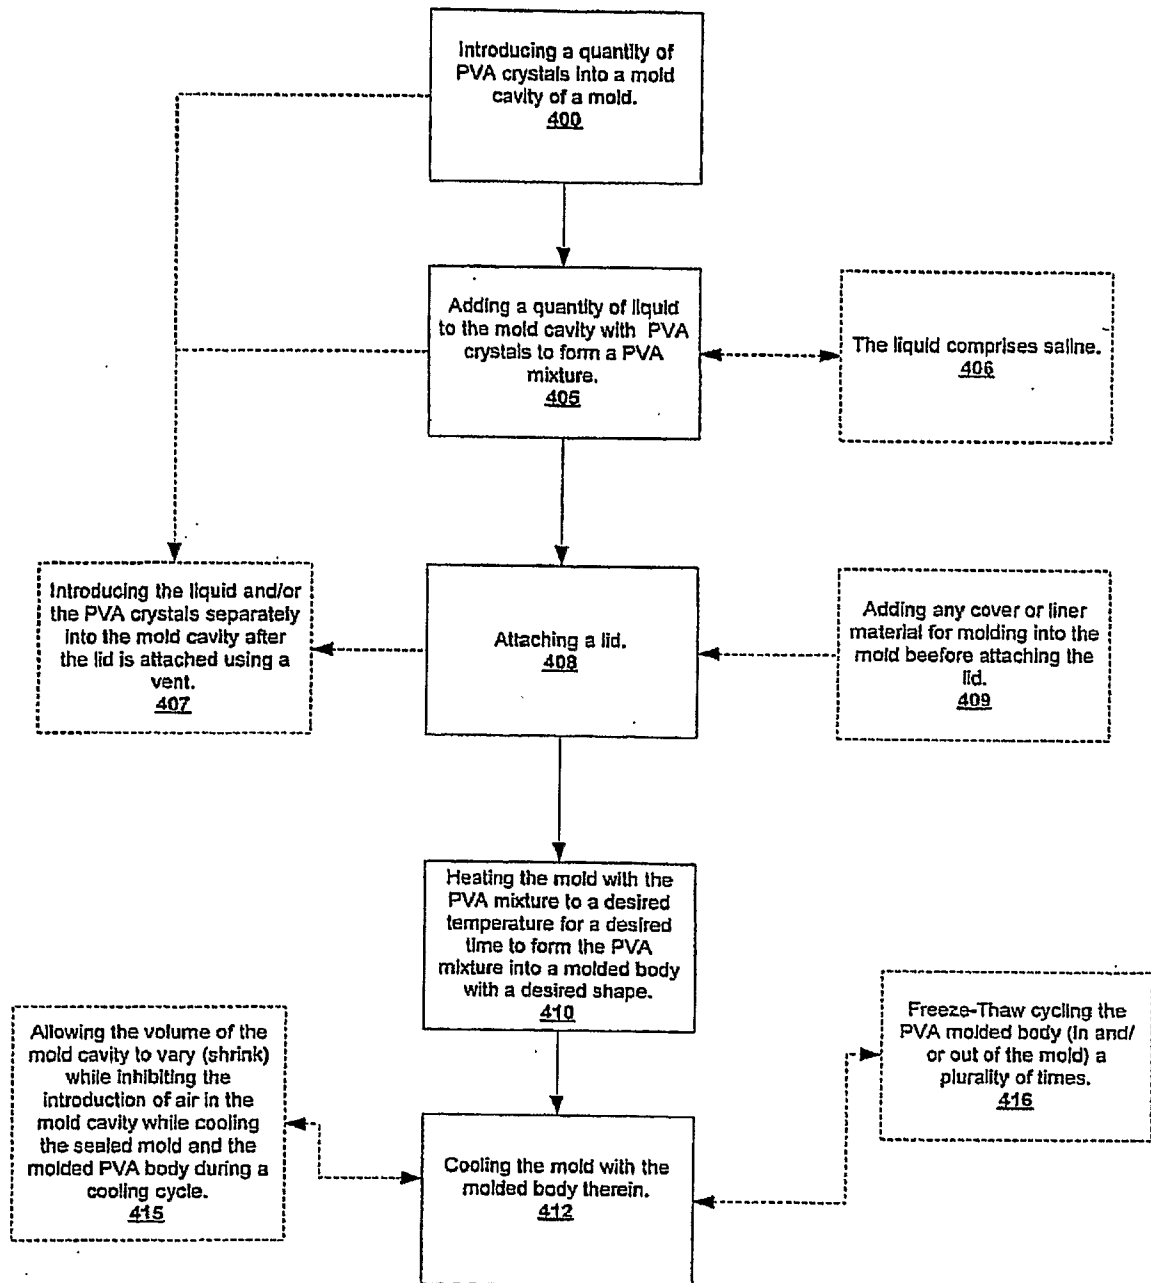 Introducing a quantity of
PVA crystals into a mold
cavity of a mold.
400
Adding a quantity of liquid
to the mold cavity with PVA
crystals to form a PVA
mixture.
405
The liquid comprises saline.
406
Introducing the liquid and/or
the PVA crystals separately
into the mold cavity after
the lid is attached using a
vent.
407
Attaching a lid.
408
Adding any cover or liner
material for molding into the
mold beefore attaching the
lid.
409
Heating the mold with the
PVA mixture to a desired
temperature for a desired
time to form the PVA
mixture into a molded body
with a desired shape.
410
Allowing the volume of the
mold cavity to vary (shrink)
while inhibiting the
introduction of air in the
mold cavity while cooling
the sealed mold and the
molded PVA body during a
cooling cycle.
415
Freeze-Thaw cycling the
PVA molded body (in and/
or out of the mold) a
plurality of times.
416
Cooling the mold with the
molded body therein.
412